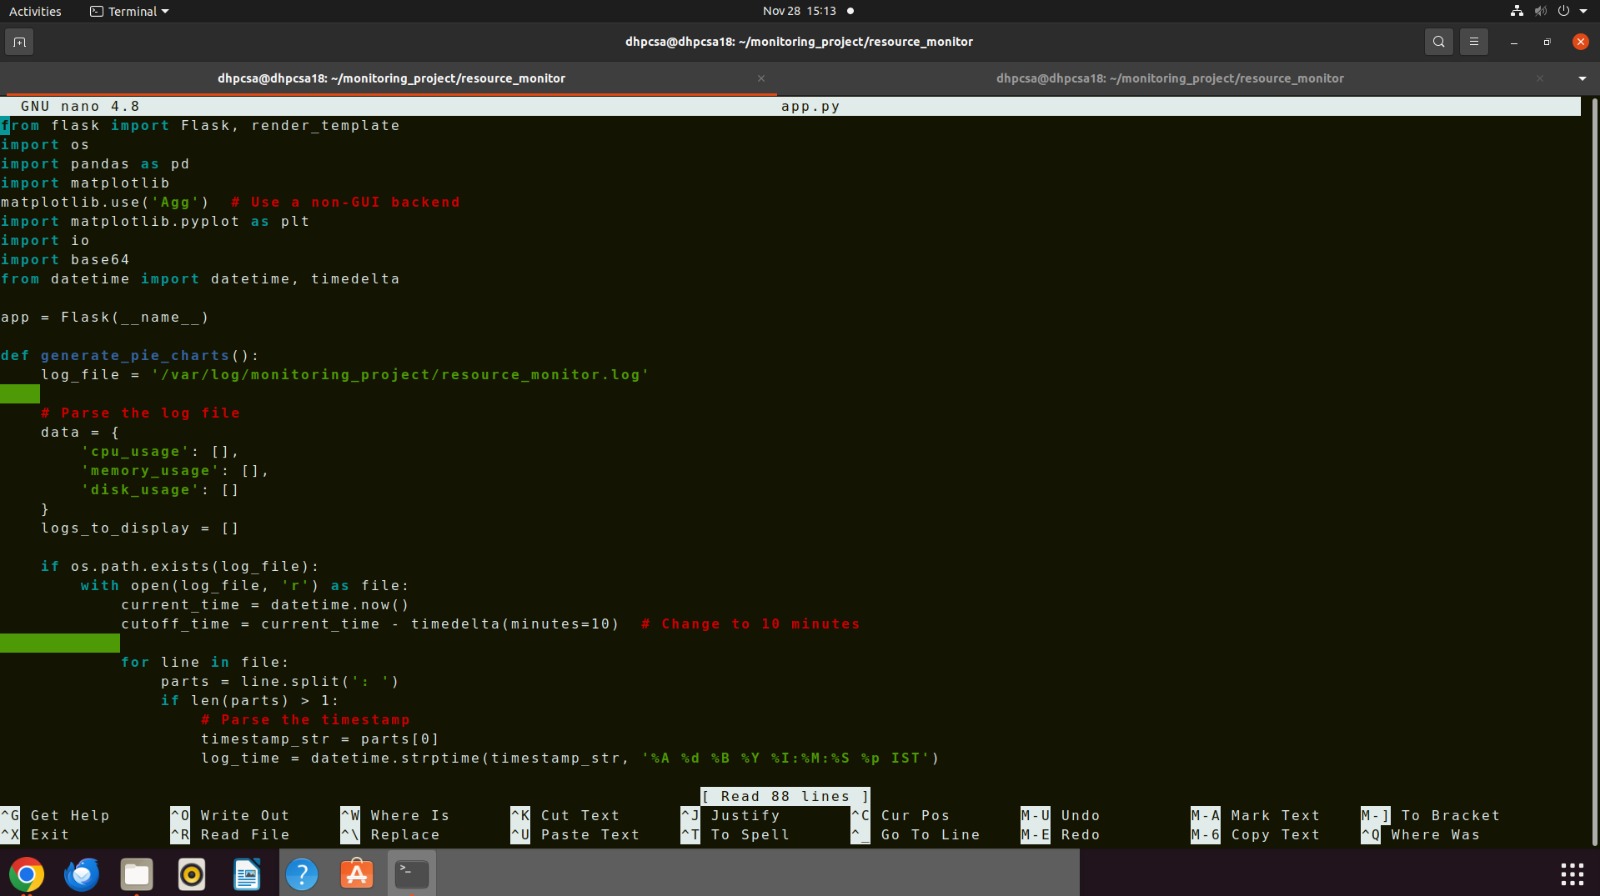 Activities Terminal Nov 28 15:13
dhpcsa@dhpcsa18: ~/monitoring_project/resource_monitor
dhpcsa@dhpcsa18: ~/monitoring_project/resource_monitor × dhpcsa@dhpcsa18: ~/monitoring_project/resource_monitor ×
GNU nano 4.8 app.py
from flask import Flask, render_template
import os
import pandas as pd
import matplotlib
matplotlib.use('Agg')  # Use a non-GUI backend
import matplotlib.pyplot as plt
import io
import base64
from datetime import datetime, timedelta
app = Flask(__name__)
def generate_pie_charts():
    log_file = '/var/log/monitoring_project/resource_monitor.log'
    # Parse the log file
    data = {
        'cpu_usage': [],
        'memory_usage': [],
        'disk_usage': []
    }
    logs_to_display = []
    if os.path.exists(log_file):
        with open(log_file, 'r') as file:
            current_time = datetime.now()
            cutoff_time = current_time - timedelta(minutes=10)  # Change to 10 minutes
            for line in file:
                parts = line.split(': ')
                if len(parts) > 1:
                    # Parse the timestamp
                    timestamp_str = parts[0]
                    log_time = datetime.strptime(timestamp_str, '%A %d %B %Y %I:%M:%S %p IST')
[ Read 88 lines ]
^G Get Help ^O Write Out ^W Where Is ^K Cut Text ^J Justify ^C Cur Pos M-U Undo M-A Mark Text M-] To Bracket
^X Exit ^R Read File ^\ Replace ^U Paste Text ^T To Spell ^_ Go To Line M-E Redo M-6 Copy Text ^Q Where Was